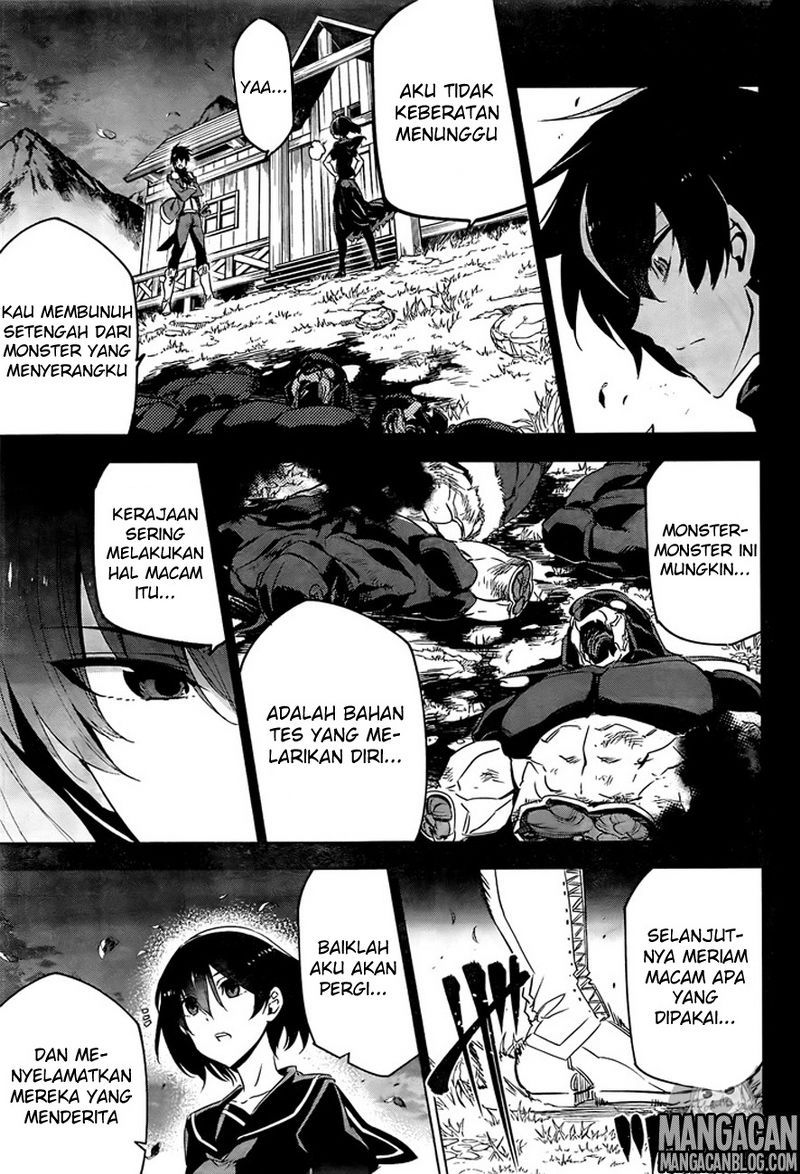 AKU TIDAK
KEBERATAN
MENUNGGU
YAA...
KAU MEMBUNUH
SETENGAH DARI
MONSTER YANG
MENYERANGKU
MONSTER-
MONSTER INI
MUNGKIN...
ADALAH BAHAN
TES YANG ME-
LARIKAN DIRI...
KERAJAAN
SERING
MELAKUKAN
HAL MACAM
ITU...
SELANJUT-
NYA MERIAM
MACAM APA
YANG
DIPAKAI...
BAIKLAH
AKU AKAN
PERGI...
DAN ME-
NYELAMATKAN
MEREKA YANG
MENDERITA
MANGACAN
MANGACANBLOG.COM